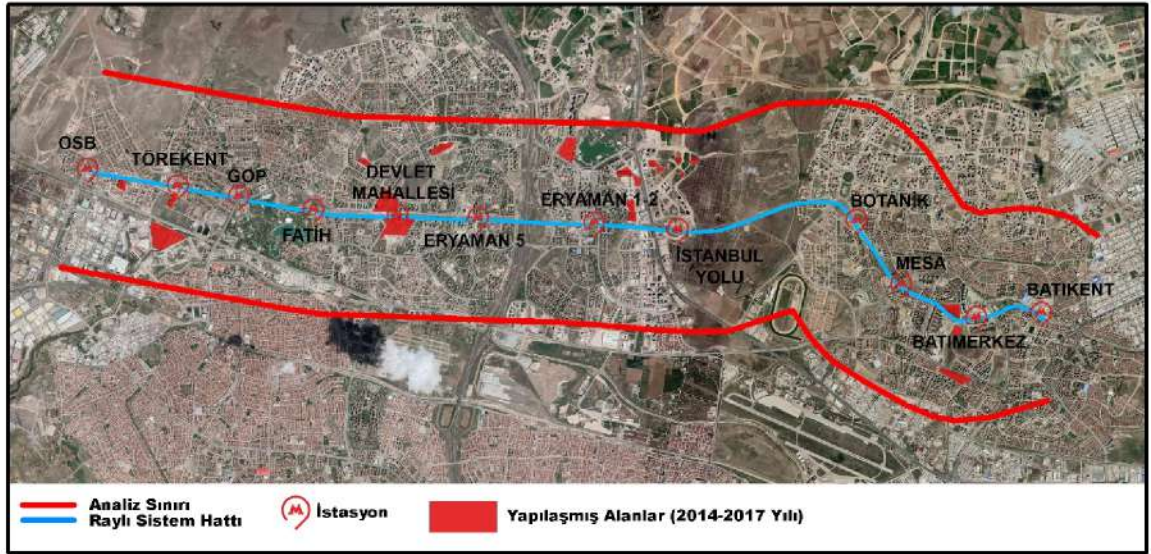 OSB
TÖREKENT
GOP
FATİH
DEVLET
MAHALLESİ
ERYAMAN 5
ERYAMAN 1-2
İSTANBUL
YOLU
BOTANİK
MESA
BATIMERKEZ
BATIKENT
Analiz Sınırı
Raylı Sistem Hattı
M İstasyon
Yapılaşmış Alanlar (2014-2017 Yılı)